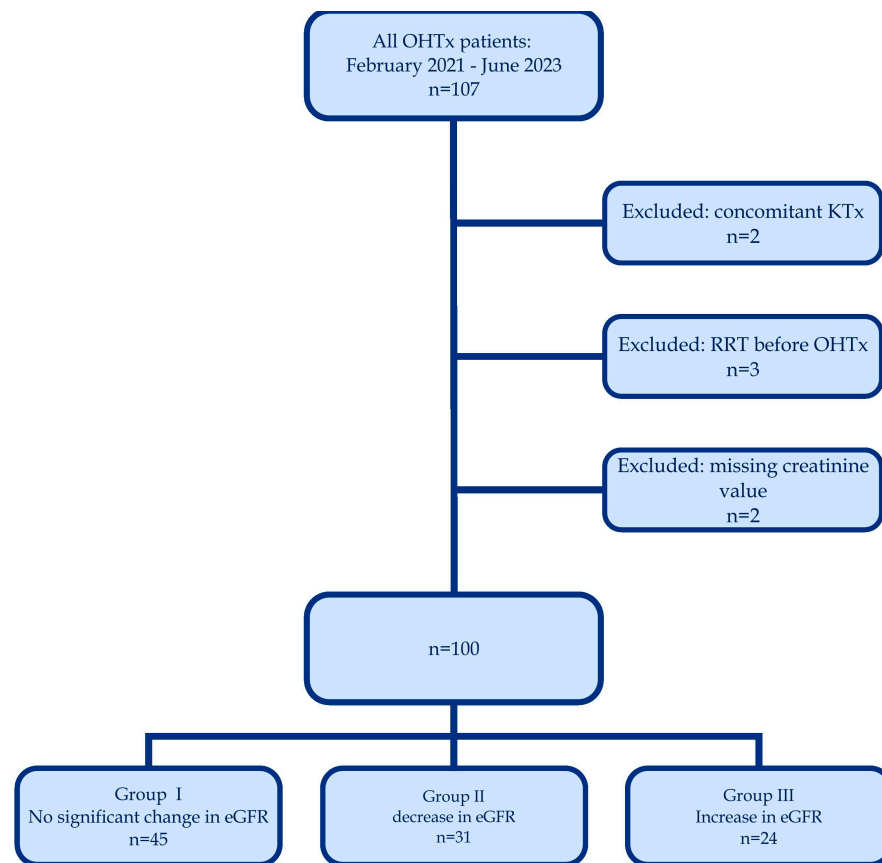 All OHTx patients:
February 2021 - June 2023
n=107
Excluded: concomitant KTx
n=2
Excluded: RRT before OHTx
n=3
Excluded: missing creatinine
value
n=2
n=100
Group I
No significant change in eGFR
n=45
Group II
decrease in eGFR
n=31
Group III
Increase in eGFR
n=24